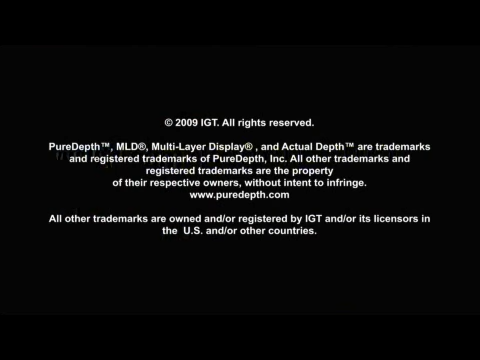 © 2009 IGT. All rights reserved.
PureDepth™, MLD®, Multi-Layer Display® , and Actual Depth™ are trademarks
and registered trademarks of PureDepth, Inc. All other trademarks and
registered trademarks are the property
of their respective owners, without intent to infringe.
www.puredepth.com
All other trademarks are owned and/or registered by IGT and/or its licensors in
the U.S. and/or other countries.